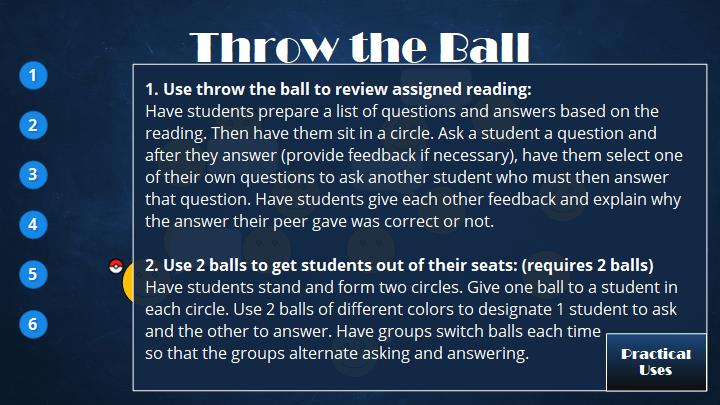 Throw the Ball
1
2
3
4
5
6
1. Use throw the ball to review assigned reading:
Have students prepare a list of questions and answers based on the
reading. Then have them sit in a circle. Ask a student a question and
after they answer (provide feedback if necessary), have them select one
of their own questions to ask another student who must then answer
that question. Have students give each other feedback and explain why
the answer their peer gave was correct or not.
2. Use 2 balls to get students out of their seats: (requires 2 balls)
Have students stand and form two circles. Give one ball to a student in
each circle. Use 2 balls of different colors to designate 1 student to ask
and the other to answer. Have groups switch balls each time
so that the groups alternate asking and answering.
Practical
Uses